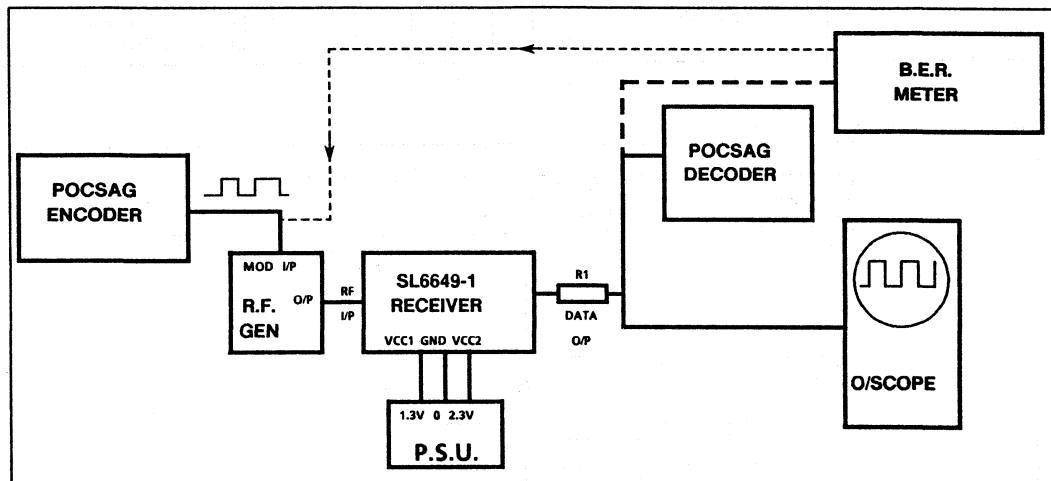 B.E.R.
METER
POCSAG
DECODER
POCSAG
ENCODER
MOD I/P
O/P
R.F.
GEN
RF
I/P
SL6649-1
RECEIVER
VCC1 GND VCC2
R1
DATA
O/P
O/SCOPE
1.3V 0 2.3V
P.S.U.